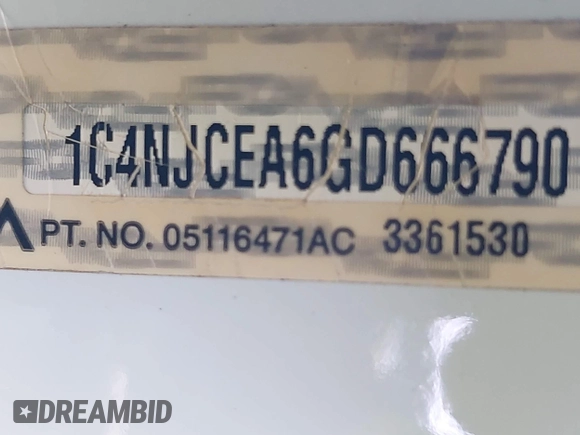 1C4NJCEA6GD666790
PT. NO. 05116471AC 3361530
DREAMBID